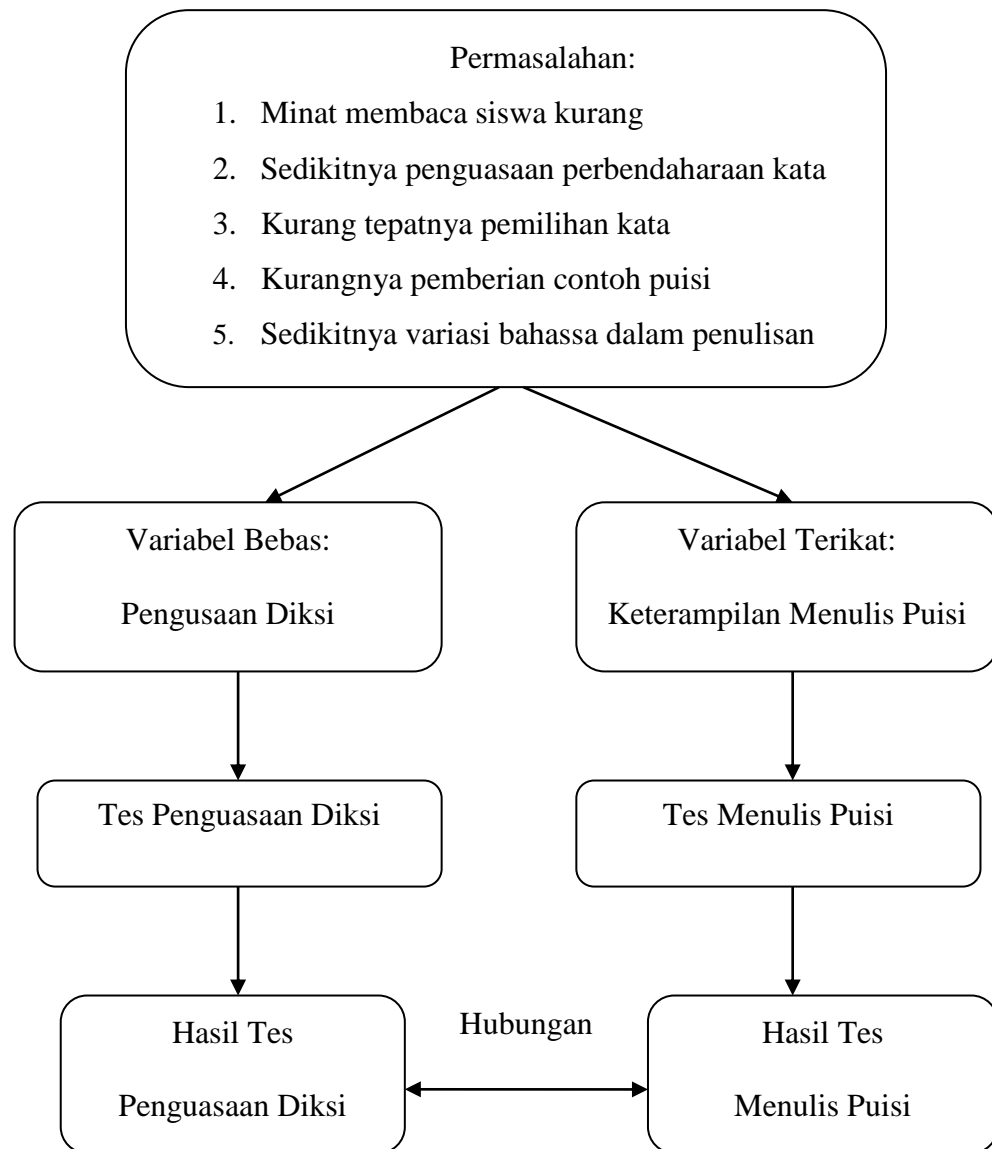 Permasalahan:
1. Minat membaca siswa kurang
2. Sedikitnya penguasaan perbendaharaan kata
3. Kurang tepatnya pemilihan kata
4. Kurangnya pemberian contoh puisi
5. Sedikitnya variasi bahassa dalam penulisan
Variabel Bebas:
Pengusaan Diksi
Variabel Terikat:
Keterampilan Menulis Puisi
Tes Penguasaan Diksi
Tes Menulis Puisi
Hasil Tes
Penguasaan Diksi
Hubungan
Hasil Tes
Menulis Puisi